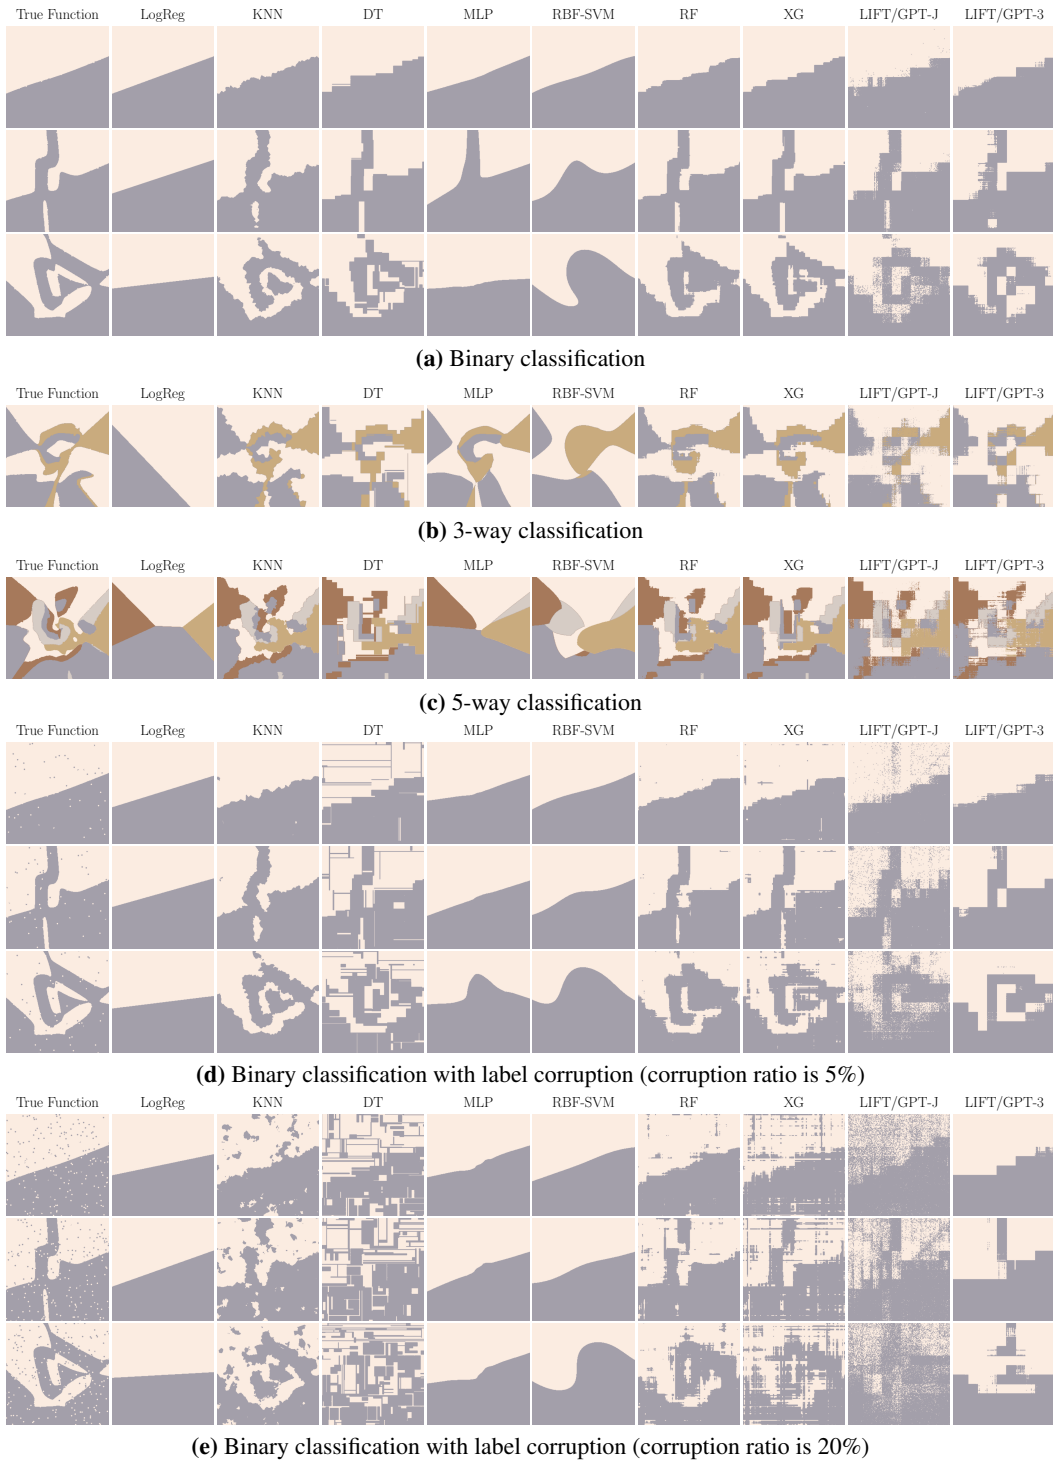 True Function LogReg KNN DT MLP RBF-SVM RF XG LIFT/GPT-J LIFT/GPT-3
(a) Binary classification
True Function LogReg KNN DT MLP RBF-SVM RF XG LIFT/GPT-J LIFT/GPT-3
(b) 3-way classification
True Function LogReg KNN DT MLP RBF-SVM RF XG LIFT/GPT-J LIFT/GPT-3
(c) 5-way classification
True Function LogReg KNN DT MLP RBF-SVM RF XG LIFT/GPT-J LIFT/GPT-3
(d) Binary classification with label corruption (corruption ratio is 5%)
True Function LogReg KNN DT MLP RBF-SVM RF XG LIFT/GPT-J LIFT/GPT-3
(e) Binary classification with label corruption (corruption ratio is 20%)